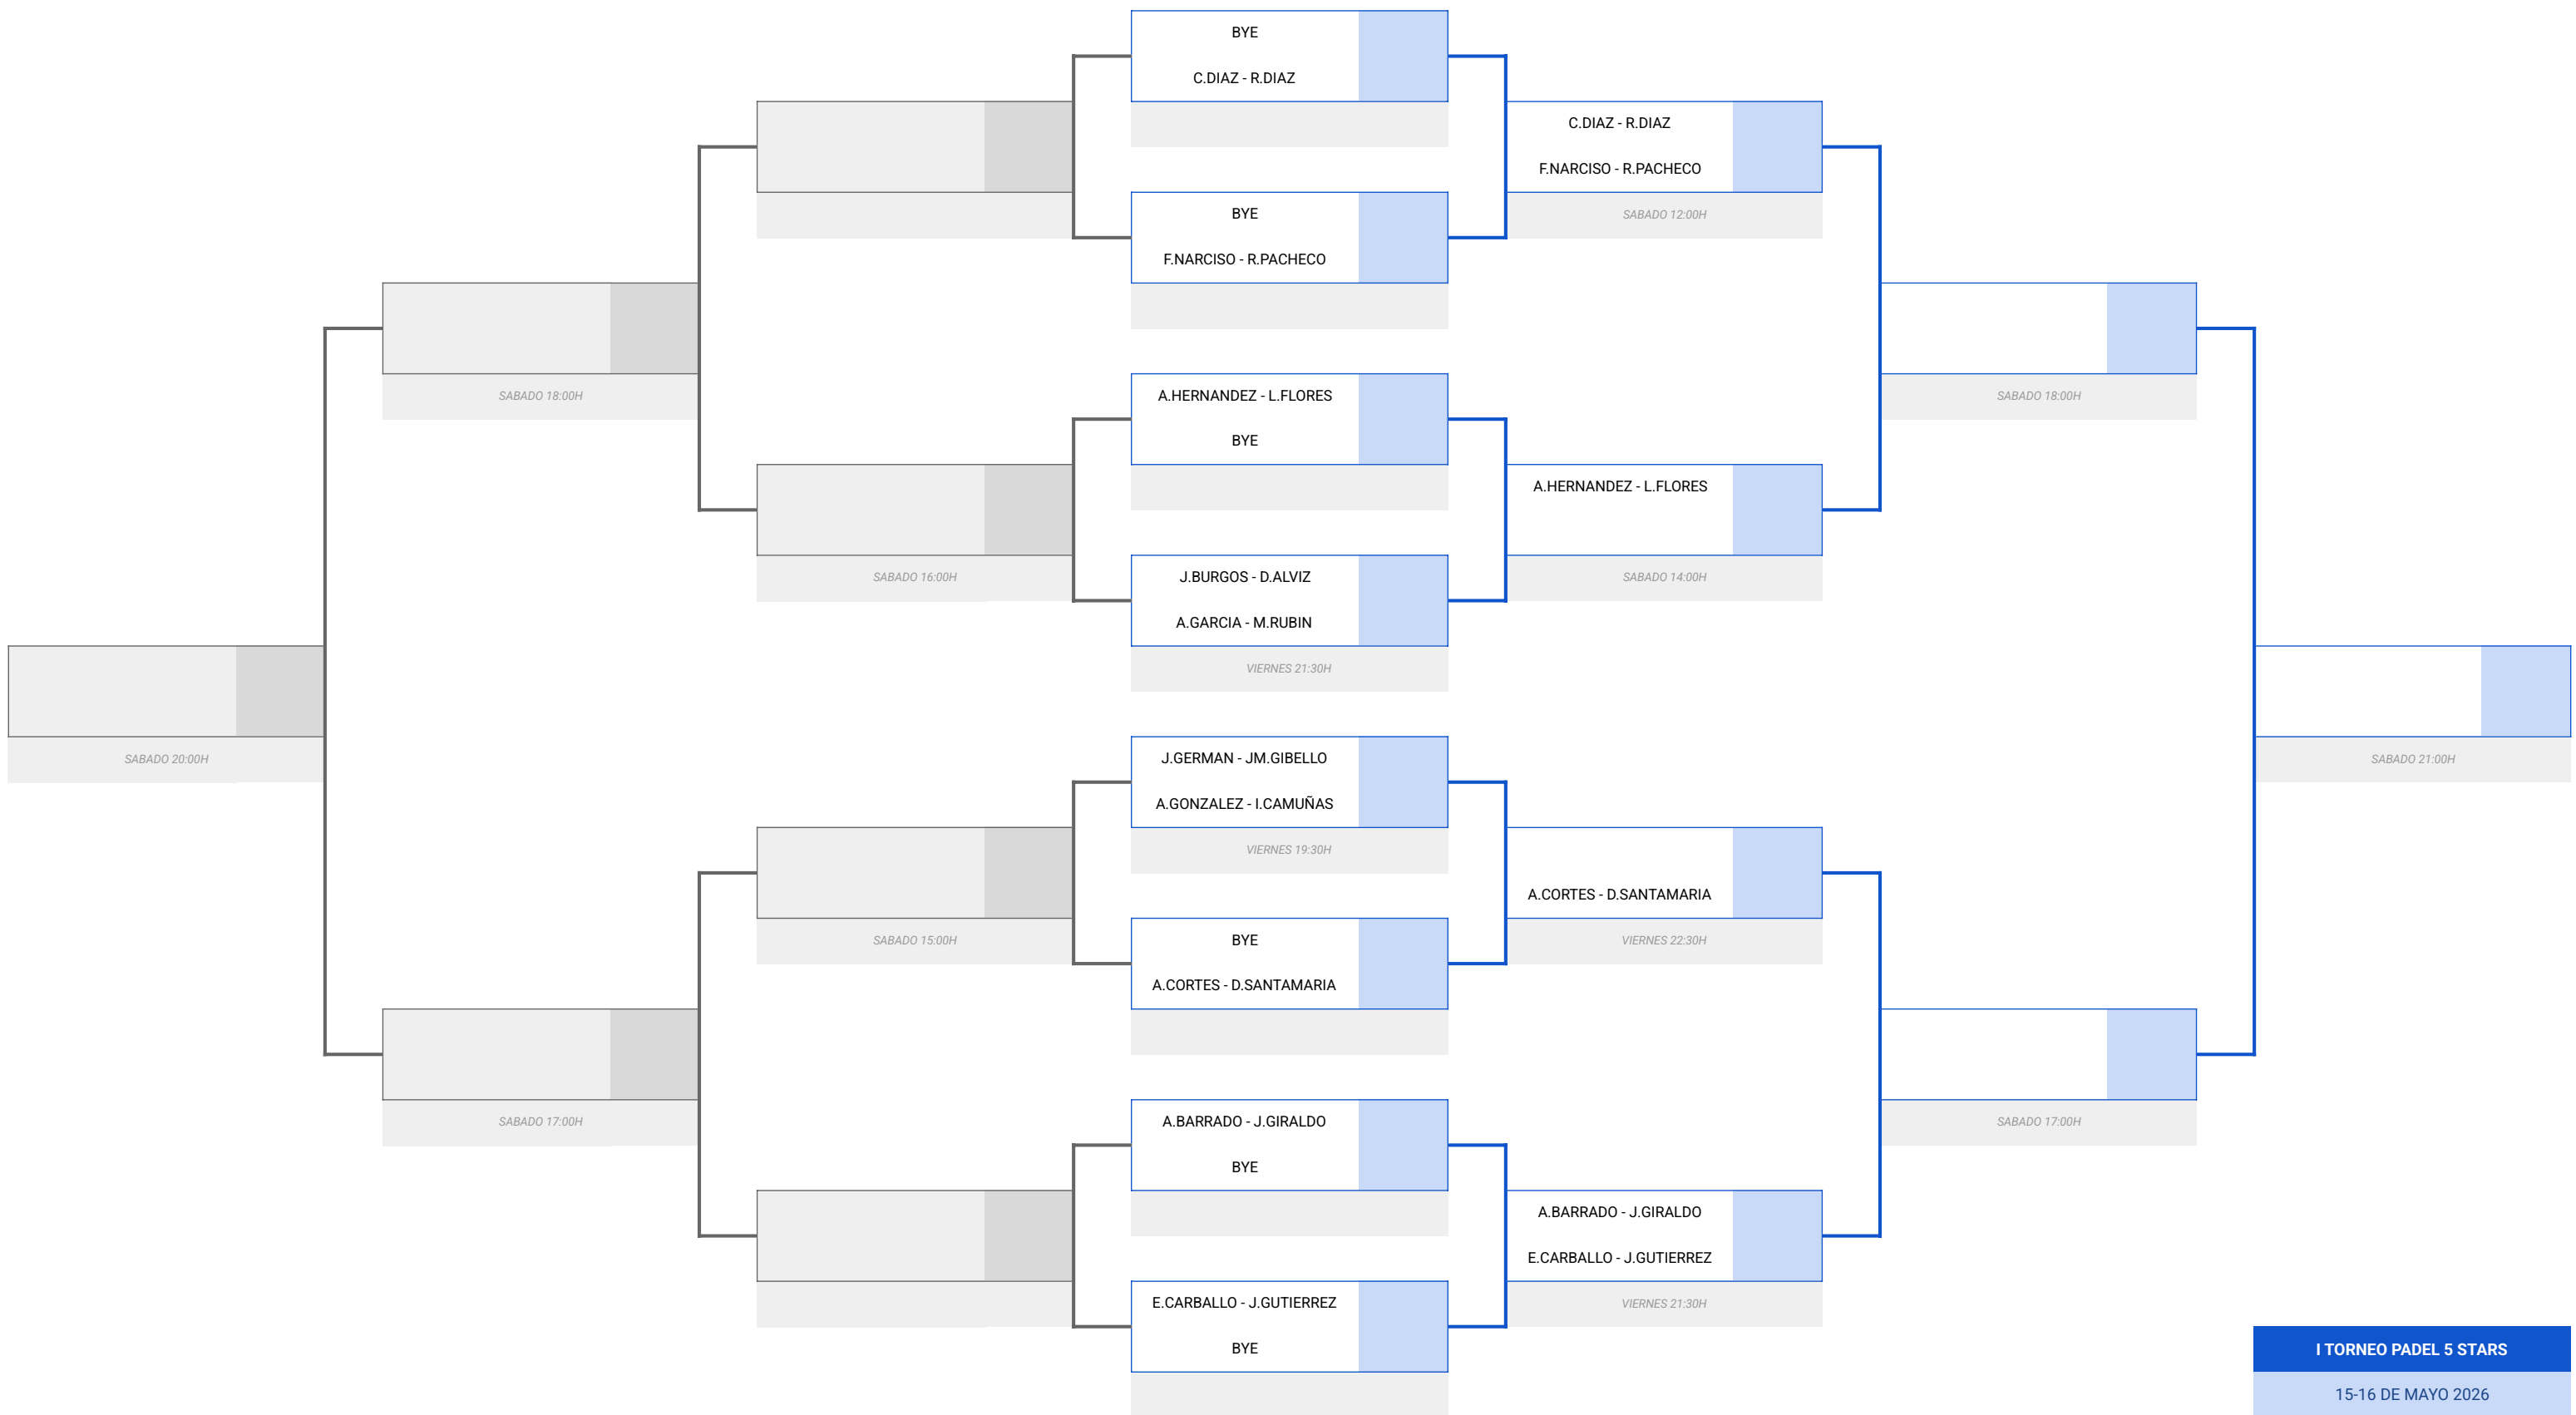 BYE
C.DIAZ - R.DIAZ
C.DIAZ - R.DIAZ
F.NARCISO - R.PACHECO
SABADO 12:00H
BYE
F.NARCISO - R.PACHECO
SABADO 18:00H
A.HERNANDEZ - L.FLORES
BYE
SABADO 18:00H
A.HERNANDEZ - L.FLORES
SABADO 16:00H
J.BURGOS - D.ALVIZ
A.GARCIA - M.RUBIN
VIERNES 21:30H
SABADO 14:00H
SABADO 20:00H
J.GERMAN - JM.GIBELLO
A.GONZALEZ - I.CAMUÑAS
VIERNES 19:30H
SABADO 21:00H
A.CORTES - D.SANTAMARIA
SABADO 15:00H
BYE
A.CORTES - D.SANTAMARIA
VIERNES 22:30H
SABADO 17:00H
A.BARRADO - J.GIRALDO
BYE
SABADO 17:00H
A.BARRADO - J.GIRALDO
E.CARBALLO - J.GUTIERREZ
VIERNES 21:30H
E.CARBALLO - J.GUTIERREZ
BYE
I TORNEO PADEL 5 STARS
15-16 DE MAYO 2026